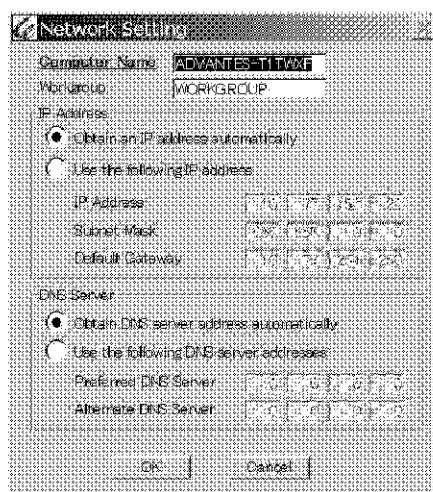 Network Setting
Computer Name ADVANTES-T1TWXF
Workgroup WORKGROUP
IP Address
Obtain an IP address automatically
Use the following IP address
IP Address
Subnet Mask
Default Gateway
DNS Server
Obtain DNS server address automatically
Use the following DNS server addresses
Preferred DNS Server
Alternate DNS Server
OK Cancel